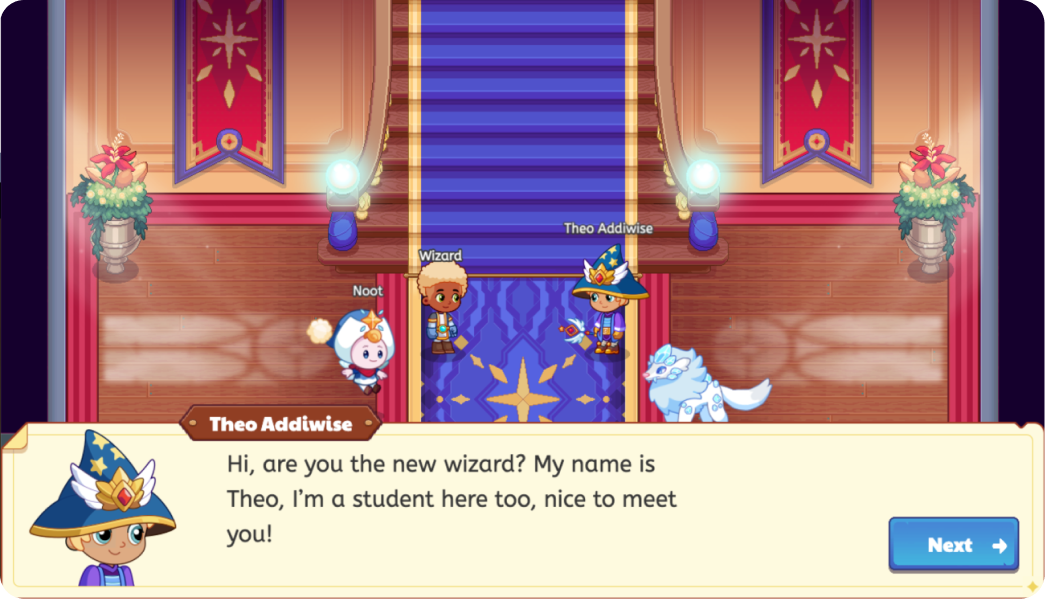 Theo Addiwise
Wizard
Noot
Theo Addiwise
Hi, are you the new wizard? My name is
Theo, I'm a student here too, nice to meet
you!
Next